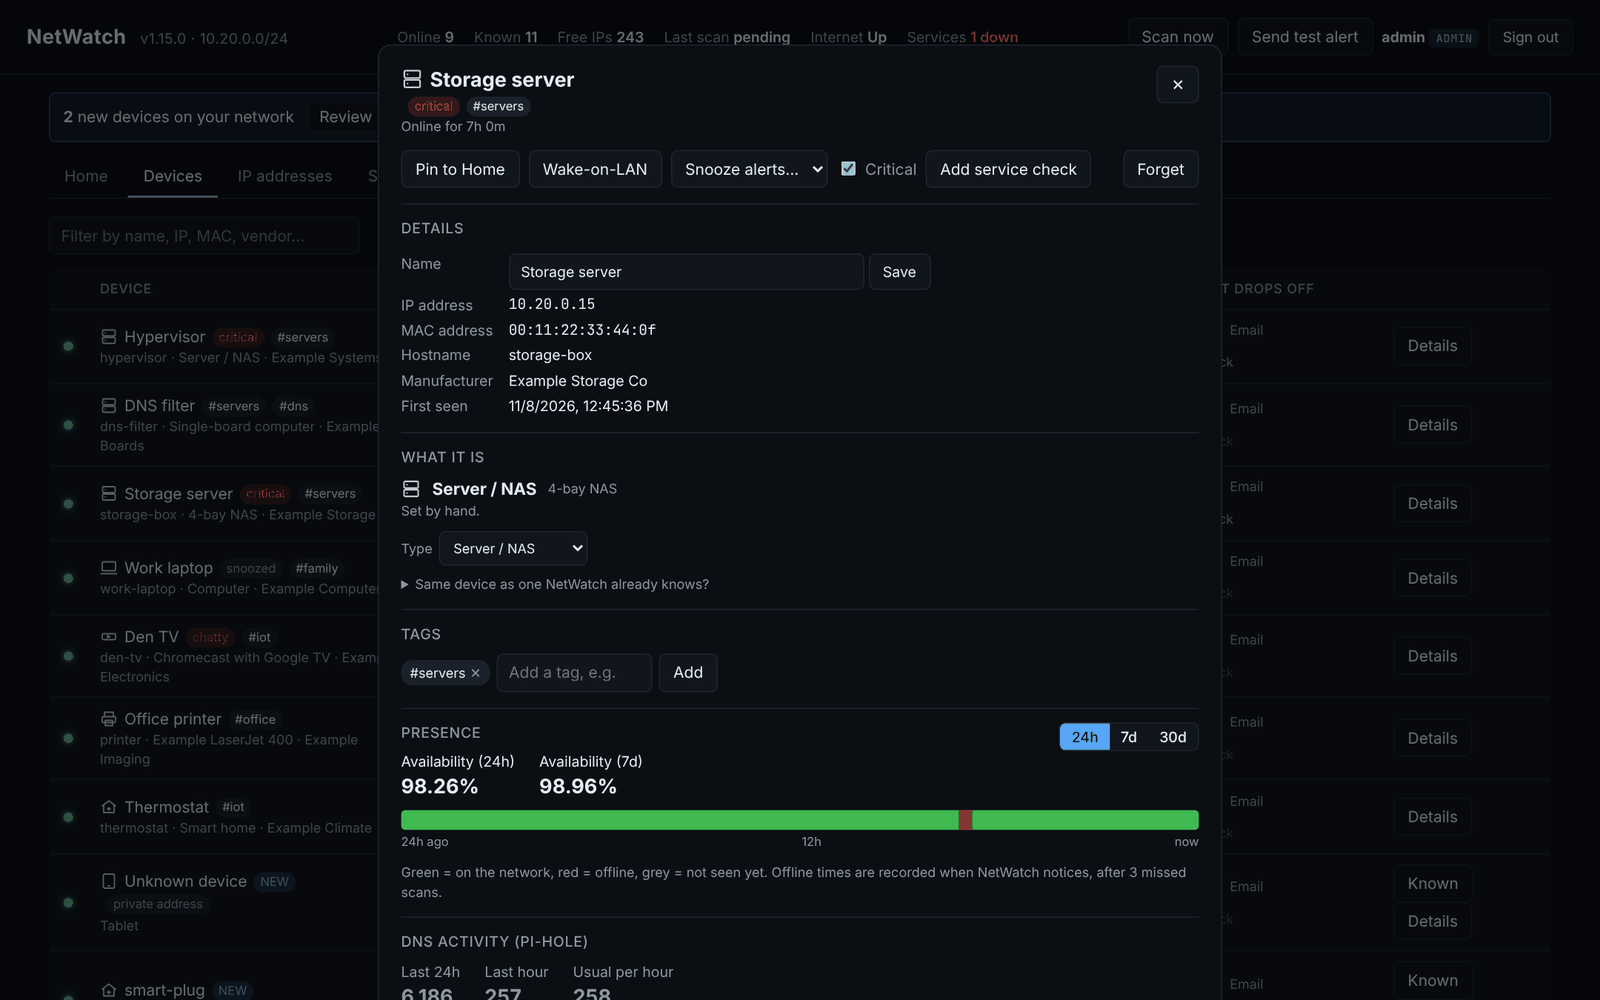 NetWatch v1.15.0 · 10.20.0.0/24
Online 9 Known 11 Free IPs 243 Last scan pending Internet Up Services 1 down
Scan now Send test alert admin ADMIN Sign out
2 new devices on your network Review
Home Devices IP addresses S
Filter by name, IP, MAC, vendor...
DEVICE
Hypervisor critical #servers
hypervisor · Server / NAS · Example Systems
DNS filter #servers #dns
dns-filter · Single-board computer · Example
Boards
Storage server critical #servers
storage-box · 4-bay NAS · Example Storage
Work laptop snoozed #family
work-laptop · Computer · Example Computer
Den TV chatty #iot
den-tv · Chromecast with Google TV · Exam
Electronics
Office printer #office
printer · Example LaserJet 400 · Example
Imaging
Thermostat #iot
thermostat · Smart home · Example Climate
Unknown device NEW
private address
Tablet
smart-plug NEW
Storage server ×
critical #servers
Online for 7h 0m
Pin to Home Wake-on-LAN Snooze alerts... Critical Add service check Forget
DETAILS
Name Storage server Save
IP address 10.20.0.15
MAC address 00:11:22:33:44:0f
Hostname storage-box
Manufacturer Example Storage Co
First seen 11/8/2026, 12:45:36 PM
WHAT IT IS
Server / NAS 4-bay NAS
Set by hand.
Type Server / NAS
Same device as one NetWatch already knows?
TAGS
#servers × Add a tag, e.g. Add
PRESENCE 24h 7d 30d
Availability (24h) Availability (7d)
98.26% 98.96%
24h ago 12h now
Green = on the network, red = offline, grey = not seen yet. Offline times are recorded when NetWatch notices, after 3 missed
scans.
DNS ACTIVITY (PI-HOLE)
Last 24h Last hour Usual per hour
6,186 257 258
T DROPS OFF
Email
ck
Details
Email
ck
Details
Email
ck
Details
Email
ck
Details
Email
ck
Details
Email
ck
Details
Email
ck
Details
Email
ck
Known
Details
Email
Known